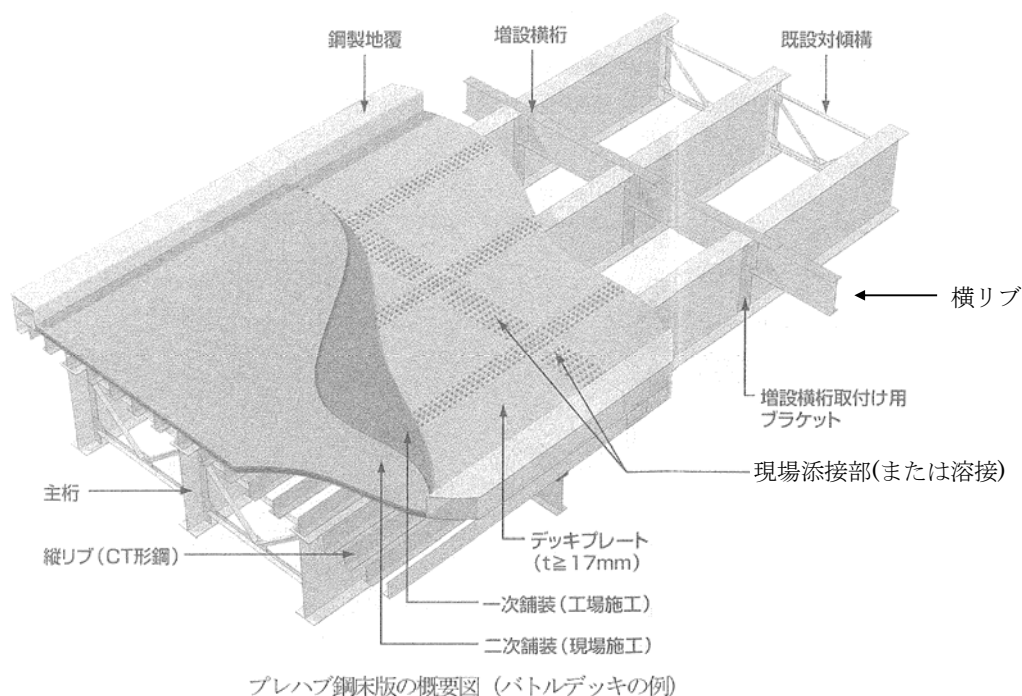 鋼製地覆
増設横桁
既設対傾構
横リブ
増設横桁取付け用
ブラケット
現場添接部(または溶接)
主桁
縦リブ(CT形鋼)
デッキプレート
(t≧17mm)
一次舗装(工場施工)
二次舗装(現場施工)
プレハブ鋼床版の概要図 (バトルデッキの例)